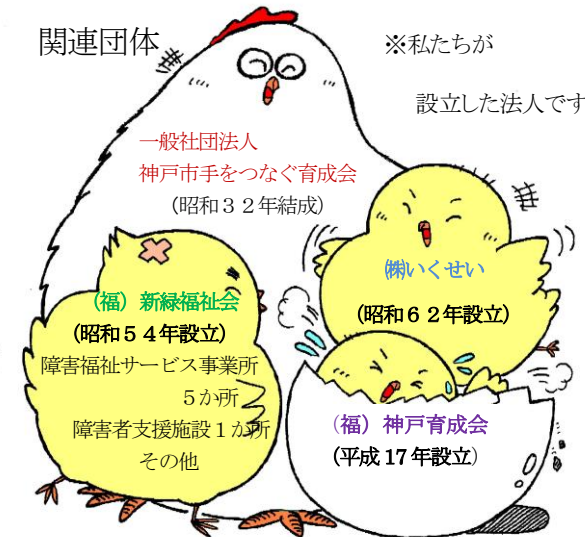 関連団体
※私たちが
設立した法人です
一般社団法人
神戸市手をつなぐ育成会
(昭和３２年結成)
㈱いくせい
(昭和６２年設立)
(福）新緑福祉会
(昭和５４年設立)
障害福祉サービス事業所
５か所
障害者支援施設１か所
その他
(福）神戸育成会
(平成17年設立)